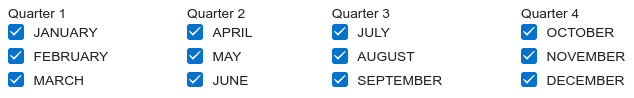 Quarter 1
JANUARY
FEBRUARY
MARCH
Quarter 2
APRIL
MAY
JUNE
Quarter 3
JULY
AUGUST
SEPTEMBER
Quarter 4
OCTOBER
NOVEMBER
DECEMBER